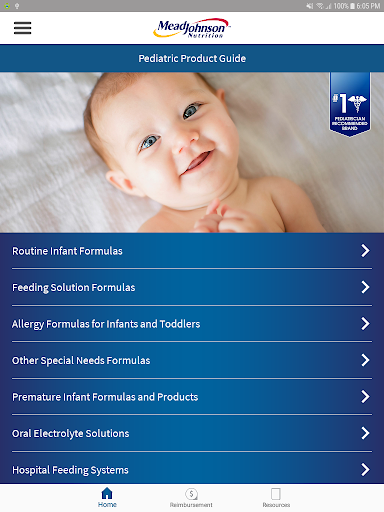 100% 6:05 PM
MeadJohnson
Nutrition
Pediatric Product Guide
#1
PEDIATRICIAN
RECOMMENDED
BRAND
Routine Infant Formulas
Feeding Solution Formulas
Allergy Formulas for Infants and Toddlers
Other Special Needs Formulas
Premature Infant Formulas and Products
Oral Electrolyte Solutions
Hospital Feeding Systems
$
Home
Reimbursement
Resources